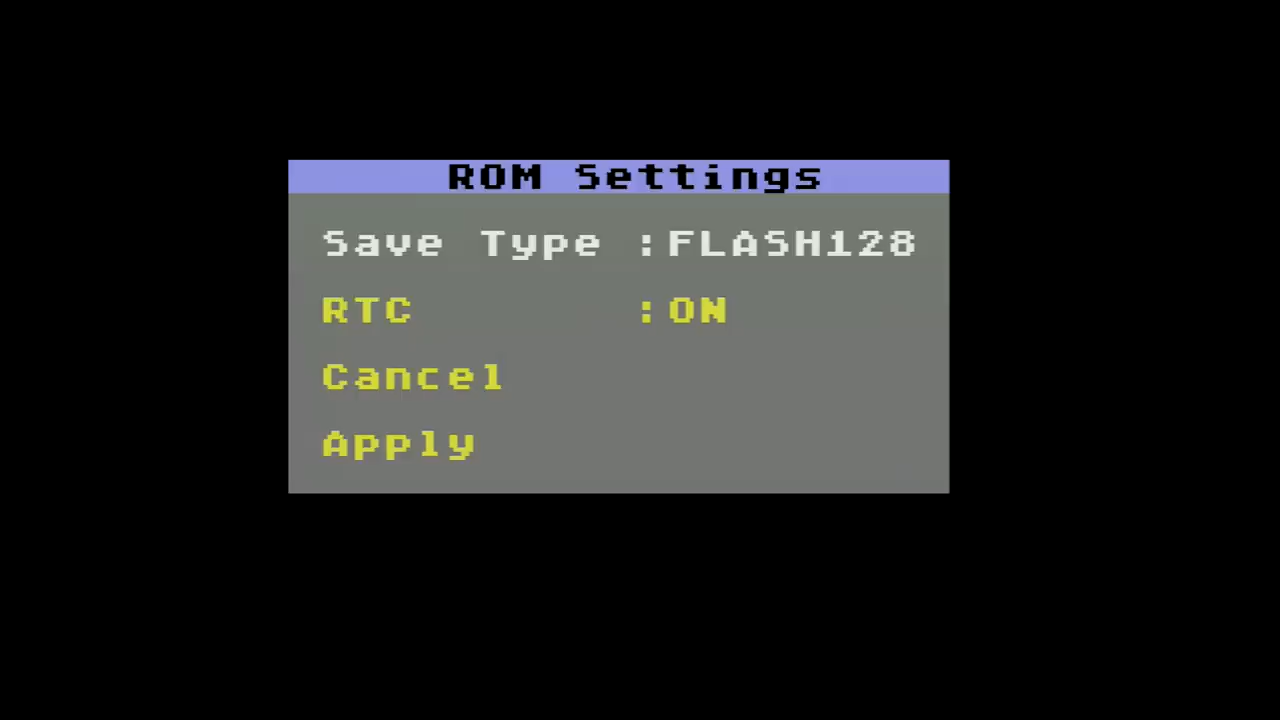 ROM Settings
Save Type :FLASH128
RTC :ON
Cancel
Apply